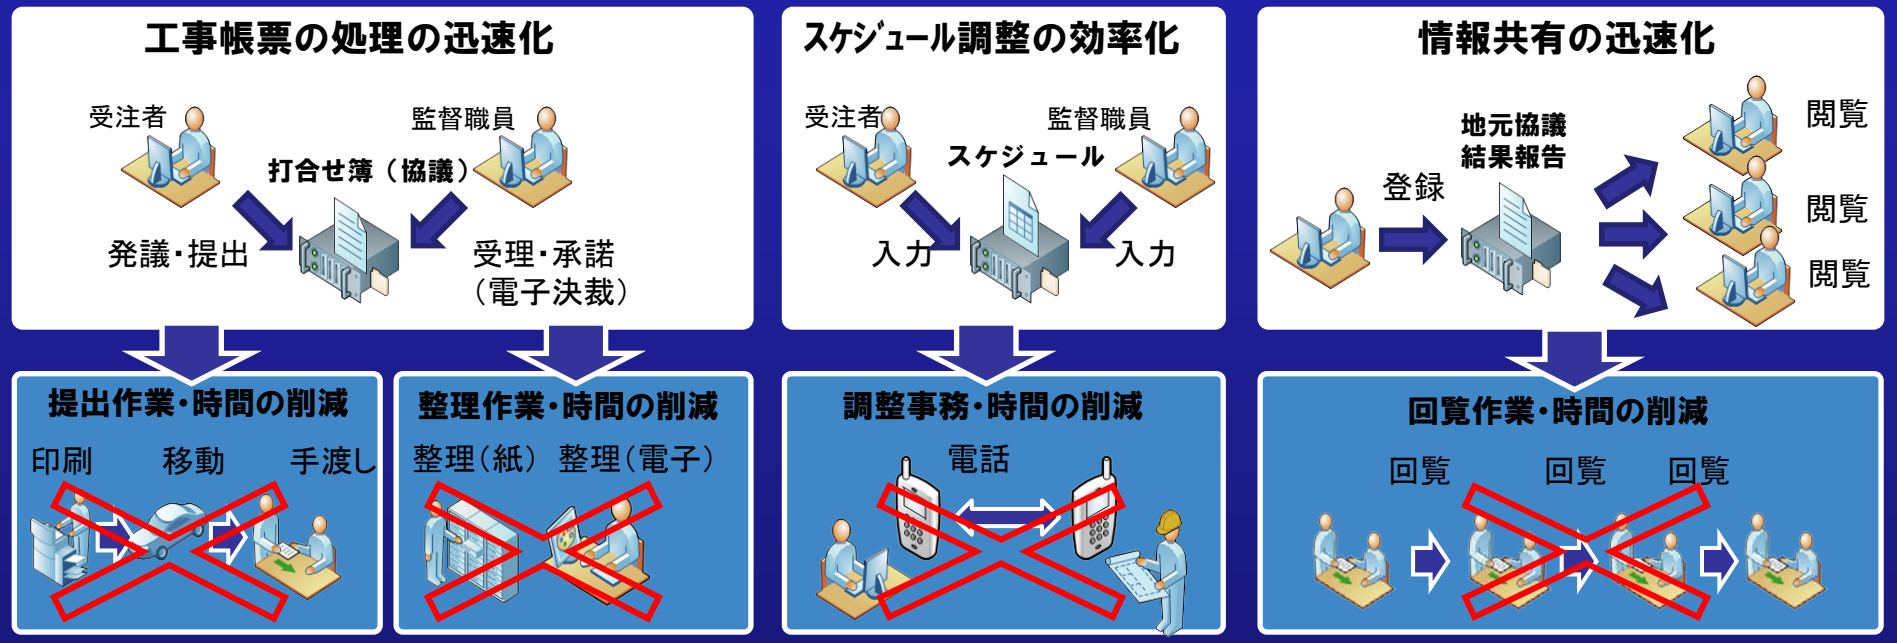 工事帳票の処理の迅速化
受注者
監督職員
打合せ簿（協議）
発議・提出
受理・承諾
（電子決裁）
スケジュール調整の効率化
受注者
監督職員
スケジュール
入力
入力
情報共有の迅速化
地元協議
結果報告
登録
閲覧
閲覧
閲覧
提出作業・時間の削減
印刷
移動
手渡し
整理作業・時間の削減
整理（紙）
整理（電子）
調整事務・時間の削減
電話
回覧作業・時間の削減
回覧
回覧
回覧